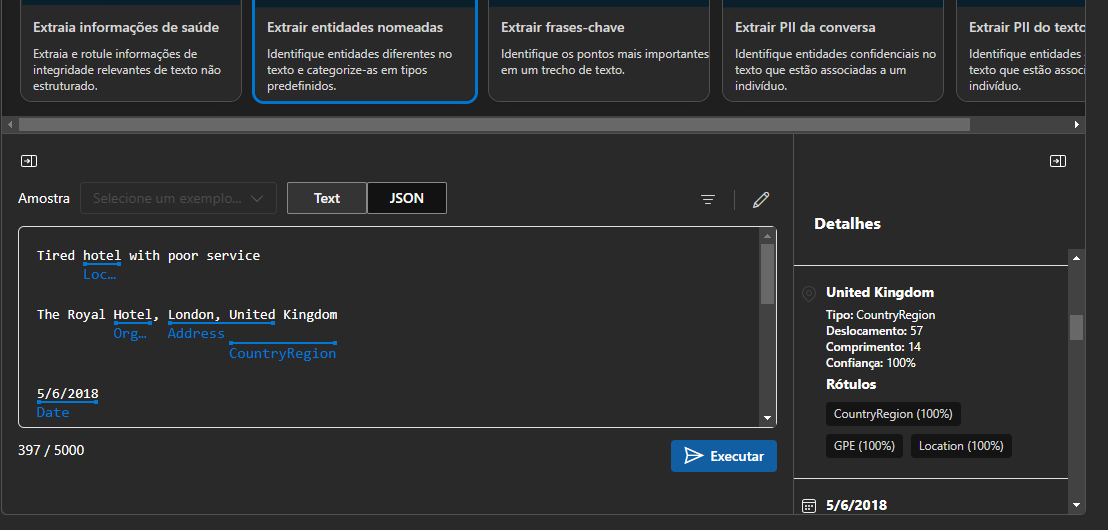 Extraia informações de saúde
Extraia e rotule informações de
integridade relevantes de texto não
estruturado.
Extrair entidades nomeadas
Identifique entidades diferentes no
texto e categorize-as em tipos
predefinidos.
Extrair frases-chave
Identifique os pontos mais importantes
em um trecho de texto.
Extrair PII da conversa
Identifique entidades confidenciais no
texto que estão associadas a um
indivíduo.
Extrair PII do texto
Identifique entidades
texto que estão
indivíduo.
Amostra
Selecione um exemplo...
Text
JSON
Tired hotel with poor service
Loc…
The Royal Hotel, London, United Kingdom
Org… Address
CountryRegion
5/6/2018
Date
397 / 5000
Executar
Detalhes
United Kingdom
Tipo: CountryRegion
Deslocamento: 57
Comprimento: 14
Confiança: 100%
Rótulos
CountryRegion (100%)
GPE (100%) Location (100%)
5/6/2018